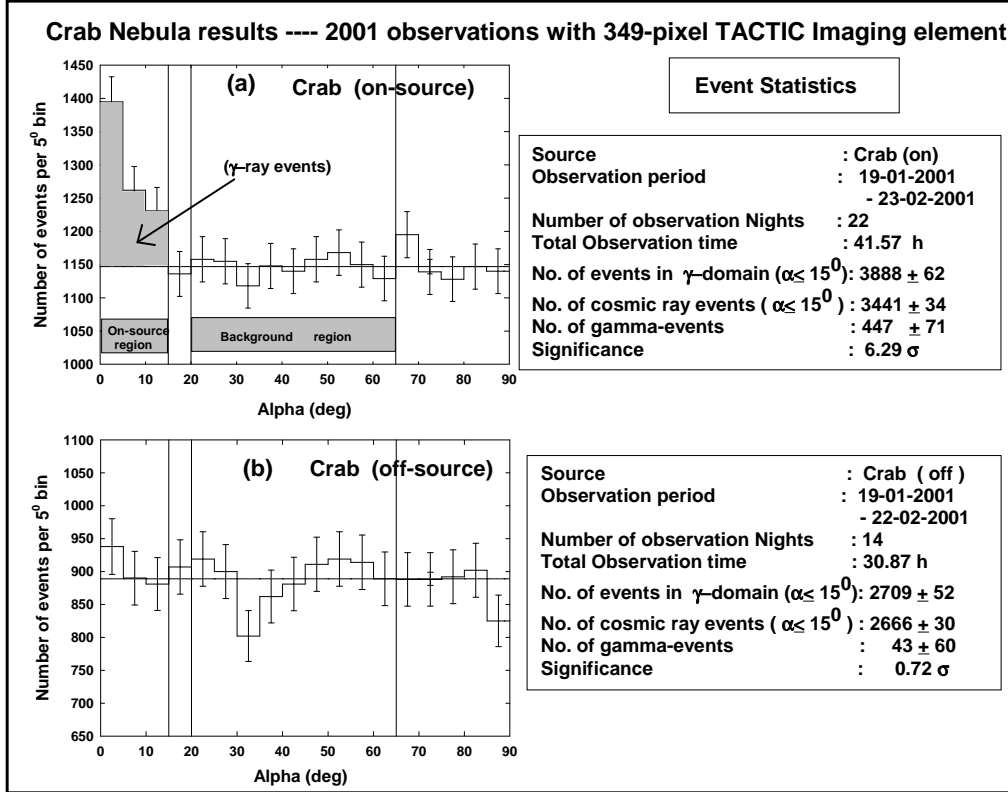 Crab Nebula results ---- 2001 observations with 349-pixel TACTIC Imaging element
(a) Crab (on-source)
Number of events per 5⁰ bin
1450
1400
1350
1300
1250
1200
1150
1100
1050
1000
(γ-ray events)
On-source region
Background region
0 10 20 30 40 50 60 70 80 90
Alpha (deg)
Event Statistics
Source : Crab (on)
Observation period : 19-01-2001
- 23-02-2001
Number of observation Nights : 22
Total Observation time : 41.57 h
No. of events in γ-domain (α≤ 15⁰): 3888 ± 62
No. of cosmic ray events ( α≤ 15⁰ ) : 3441 ± 34
No. of gamma-events : 447 ± 71
Significance : 6.29 σ
(b) Crab (off-source)
Number of events per 5⁰ bin
1100
1050
1000
950
900
850
800
750
700
650
0 10 20 30 40 50 60 70 80 90
Alpha (deg)
Source : Crab ( off )
Observation period : 19-01-2001
- 22-02-2001
Number of observation Nights : 14
Total Observation time : 30.87 h
No. of events in γ-domain (α≤ 15⁰): 2709 ± 52
No. of cosmic ray events ( α≤ 15⁰ ) : 2666 ± 30
No. of gamma-events : 43 ± 60
Significance : 0.72 σ